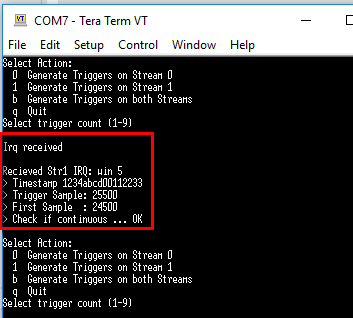 COM7 - Tera Term VT
File Edit Setup Control Window Help
Select Action:
0 Generate Triggers on Stream 0
1 Generate Triggers on Stream 1
b Generate Triggers on both Streams
q Quit
Select trigger count (1-9)
Irq received
Recieved Str1 IRQ: win 5
> Timestamp 1234abcd00112233
> Trigger Sample: 25500
> First Sample : 24500
> Check if continuous ... OK
Select Action:
0 Generate Triggers on Stream 0
1 Generate Triggers on Stream 1
b Generate Triggers on both Streams
q Quit
Select trigger count (1-9)